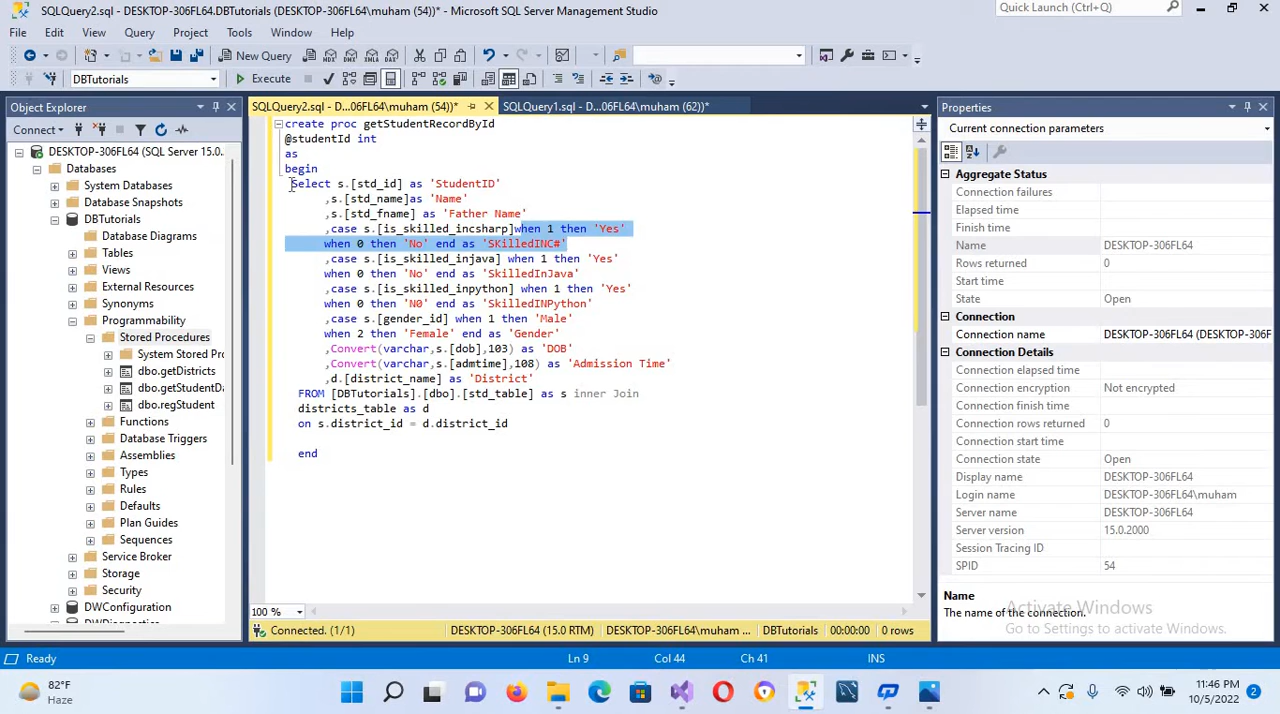 SQLQuery2.sql - DESKTOP-306FL64.DBTutorials (DESKTOP-306FL64\muham (54))* - Microsoft SQL Server Management Studio
Quick Launch (Ctrl+Q)
File Edit View Query Project Tools Window Help
New Query
MDX DMX XMLA DAX
DBTutorials
Execute
Object Explorer
Connect
DESKTOP-306FL64 (SQL Server 15.0...
Databases
System Databases
Database Snapshots
DBTutorials
Database Diagrams
Tables
Views
External Resources
Synonyms
Programmability
Stored Procedures
System Stored Pr
dbo.getDistricts
dbo.getStudentDa
dbo.regStudent
Functions
Database Triggers
Assemblies
Types
Rules
Defaults
Plan Guides
Sequences
Service Broker
Storage
Security
DWConfiguration
DWDiagnostics
SQLQuery2.sql - D...06FL64\muham (54))*
SQLQuery1.sql - D...06FL64\muham (62))*
create proc getStudentRecordById
@studentId int
as
begin
Select s.[std_id] as 'StudentID'
,s.[std_name]as 'Name'
,s.[std_fname] as 'Father Name'
,case s.[is_skilled_incsharp]when 1 then 'Yes'
when 0 then 'No' end as 'SKilledINC#'
,case s.[is_skilled_injava] when 1 then 'Yes'
when 0 then 'No' end as 'SkilledInJava'
,case s.[is_skilled_inpython] when 1 then 'Yes'
when 0 then 'N0' end as 'SkilledINPython'
,case s.[gender_id] when 1 then 'Male'
when 2 then 'Female' end as 'Gender'
,Convert(varchar,s.[dob],103) as 'DOB'
,Convert(varchar,s.[admtime],108) as 'Admission Time'
,d.[district_name] as 'District'
FROM [DBTutorials].[dbo].[std_table] as s inner Join
districts_table as d
on s.district_id = d.district_id
end
100 %
Connected. (1/1)
DESKTOP-306FL64 (15.0 RTM)
DESKTOP-306FL64\muham ...
DBTutorials
00:00:00
0 rows
Properties
Current connection parameters
Aggregate Status
Connection failures
Elapsed time
Finish time
Name DESKTOP-306FL64
Rows returned 0
Start time
State Open
Connection
Connection name DESKTOP-306FL64 (DESKTOP-306F
Connection Details
Connection elapsed time
Connection encryption Not encrypted
Connection finish time
Connection rows returned 0
Connection start time
Connection state Open
Display name DESKTOP-306FL64
Login name DESKTOP-306FL64\muham
Server name DESKTOP-306FL64
Server version 15.0.2000
Session Tracing ID
SPID 54
Name
The name of the connection.
Activate Windows
Go to Settings to activate Windows.
Ready
Ln 9
Col 44
Ch 41
INS
82°F
Haze
11:46 PM
10/5/2022
2